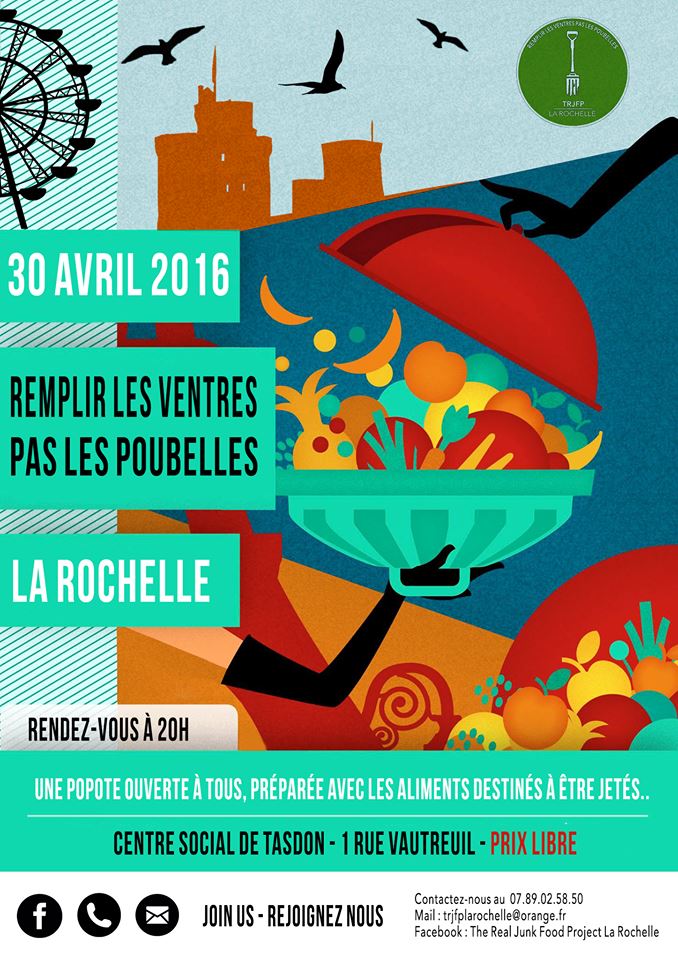 REMPLIR LES VENTRES PAS LES POUBELLES
TRJFP
LA ROCHELLE
30 AVRIL 2016
REMPLIR LES VENTRES
PAS LES POUBELLES
LA ROCHELLE
RENDEZ-VOUS À 20H
UNE POPOTE OUVERTE À TOUS, PRÉPARÉE AVEC LES ALIMENTS DESTINÉS À ÊTRE JETÉS..
CENTRE SOCIAL DE TASDON - 1 RUE VAUTREUIL - PRIX LIBRE
JOIN US - REJOIGNEZ NOUS
Contactez-nous au 07.89.02.58.50
Mail : trjfplarochelle@orange.fr
Facebook : The Real Junk Food Project La Rochelle